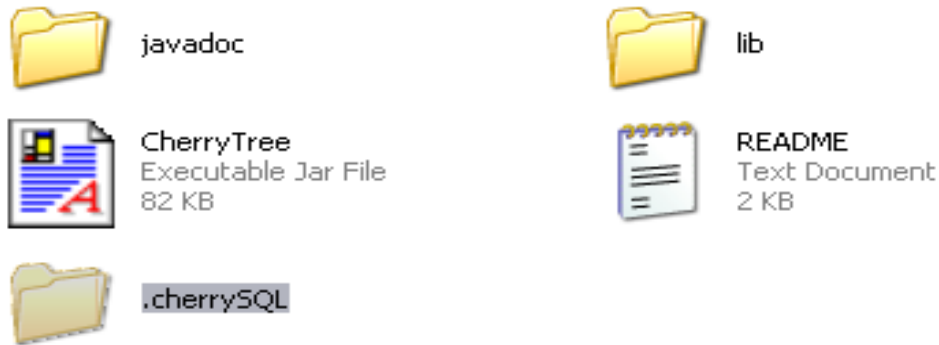 javadoc
lib
CherryTree
Executable Jar File
82 KB
README
Text Document
2 KB
.cherrySQL